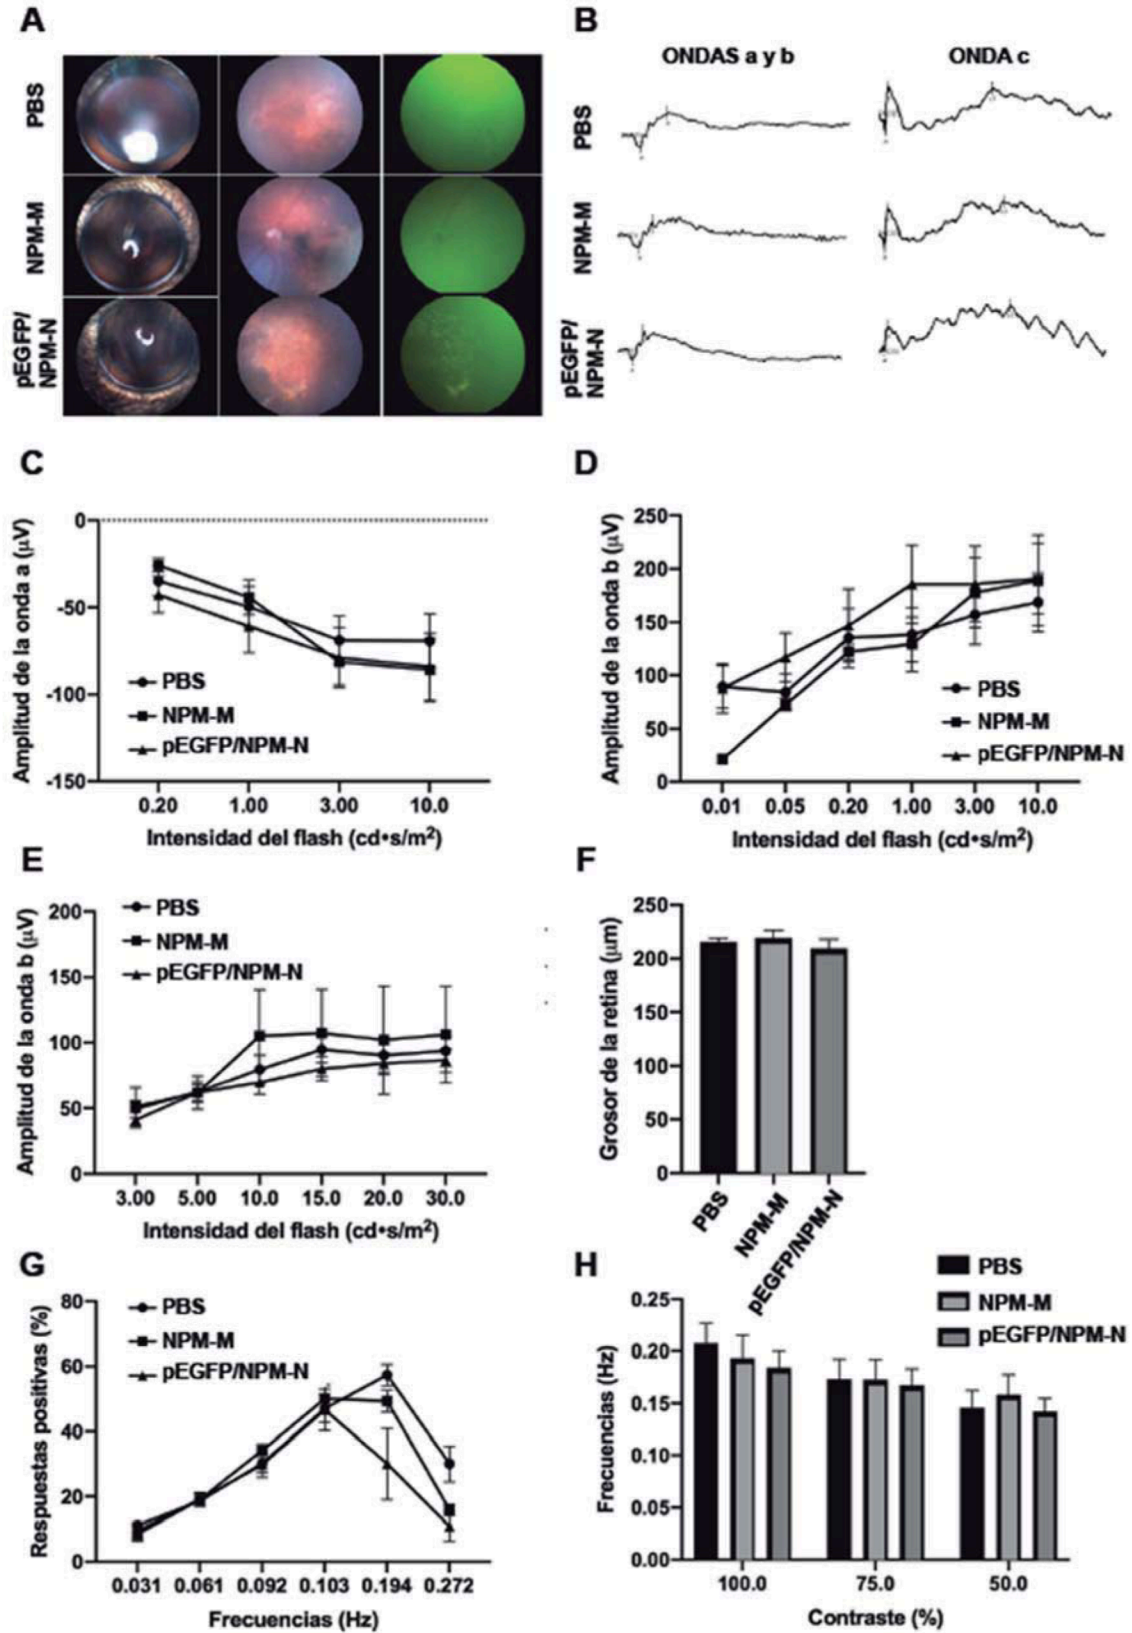 A
PBS
NPM-M
pEGFP/
NPM-N
B
ONDAS a y b
ONDA c
PBS
NPM-M
pEGFP/
NPM-N
C
Amplitud de la onda a (μV)
0
-50
-100
-150
PBS
NPM-M
pEGFP/NPM-N
0.20 1.00 3.00 10.0
Intensidad del flash (cd•s/m²)
D
Amplitud de la onda b (μV)
250
200
150
100
50
0
PBS
NPM-M
pEGFP/NPM-N
0.01 0.05 0.20 1.00 3.00 10.0
Intensidad del flash (cd•s/m²)
E
Amplitud de la onda b (μV)
200
150
100
50
0
PBS
NPM-M
pEGFP/NPM-N
3.00 5.00 10.0 15.0 20.0 30.0
Intensidad del flash (cd•s/m²)
F
Grosor de la retina (μm)
250
200
150
100
50
0
PBS
NPM-M
pEGFP/NPM-N
G
Respuestas positivas (%)
80
60
40
20
0
PBS
NPM-M
pEGFP/NPM-N
0.031 0.061 0.092 0.103 0.194 0.272
Frecuencias (Hz)
H
PBS
NPM-M
pEGFP/NPM-N
Frecuencias (Hz)
0.25
0.20
0.15
0.10
0.05
0.00
100.0 75.0 50.0
Contraste (%)